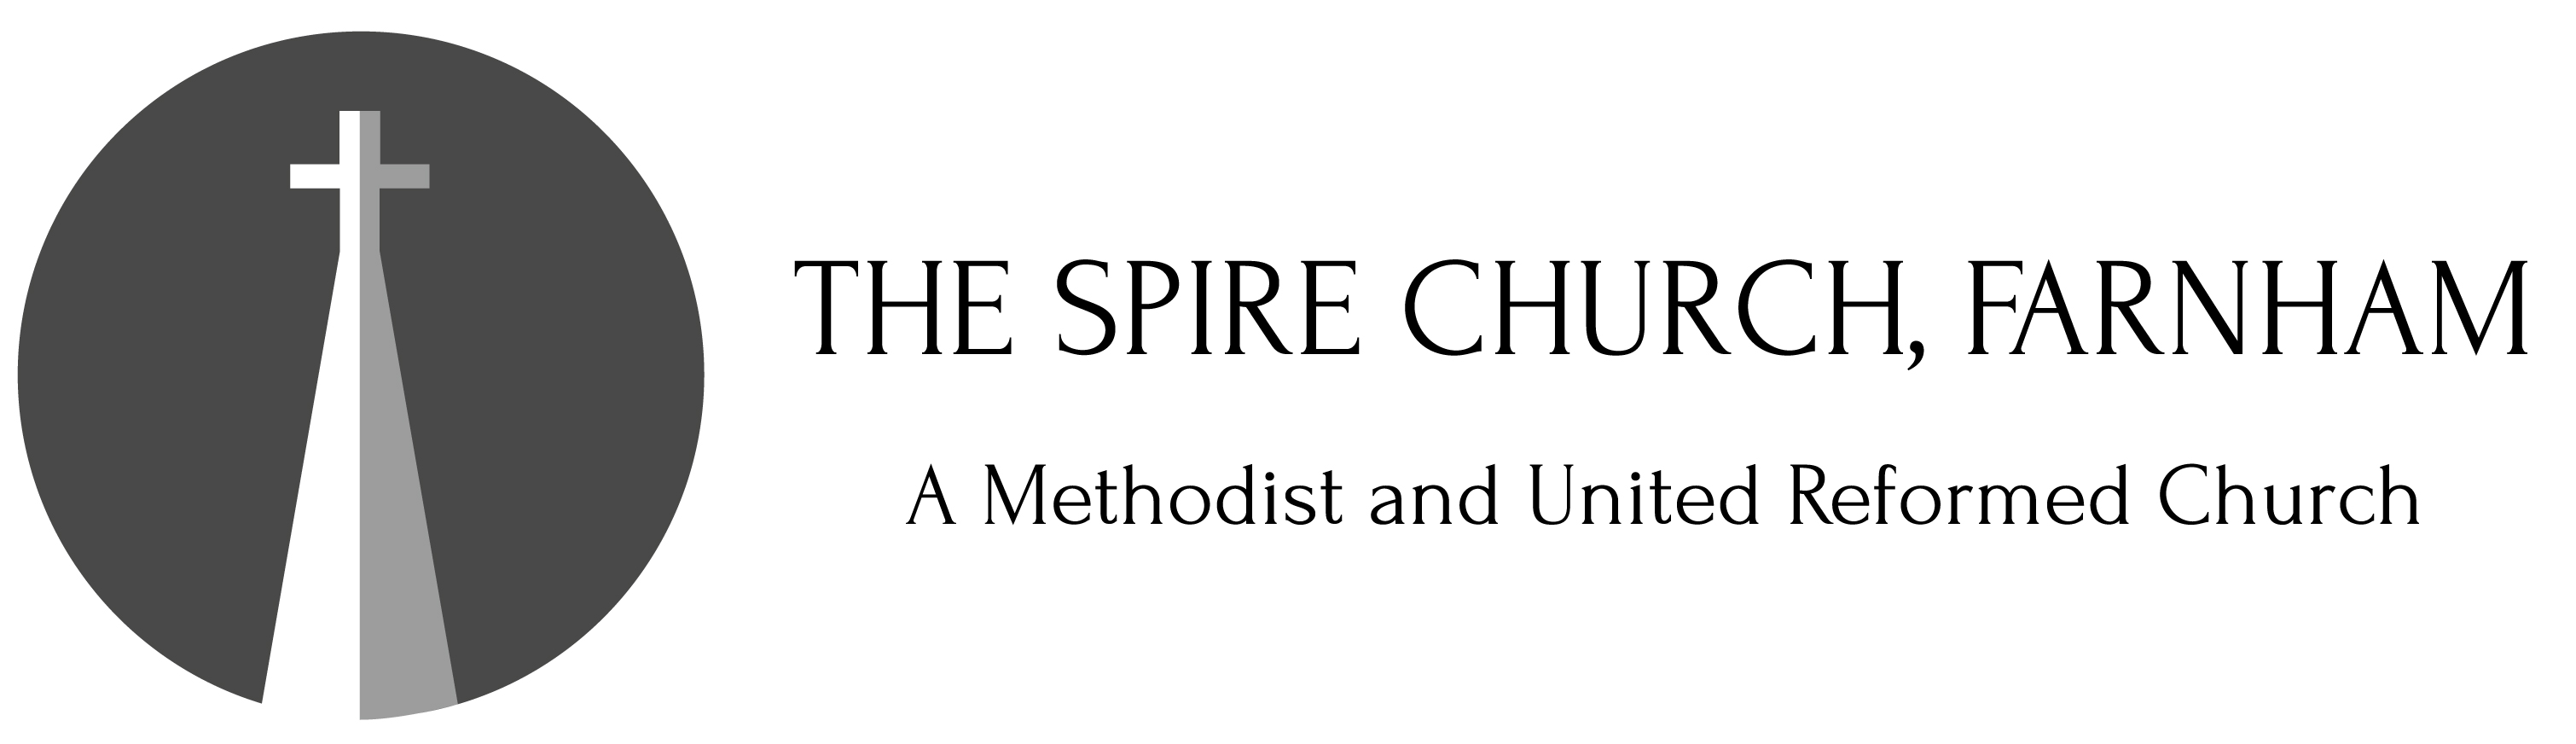 THE SPIRE CHURCH, FARNHAM
A Methodist and United Reformed Church